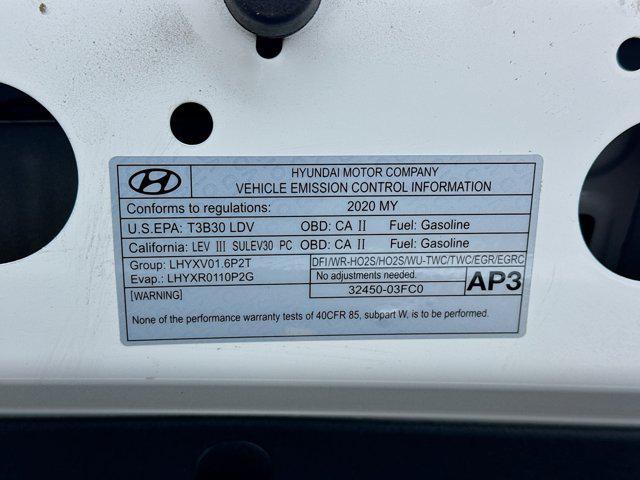 HYUNDAI MOTOR COMPANY
VEHICLE EMISSION CONTROL INFORMATION
Conforms to regulations: 2020 MY
U.S.EPA: T3B30 LDV OBD: CA II Fuel: Gasoline
California: LEV III SULEV30 PC OBD: CA II Fuel: Gasoline
Group: LHYXV01.6P2T DFI/WR-HO2S/HO2S/WU-TWC/TWC/EGR/EGRC
Evap.: LHYXR0110P2G No adjustments needed. AP3
[WARNING] 32450-03FC0
None of the performance warranty tests of 40CFR 85, subpart W, is to be performed.